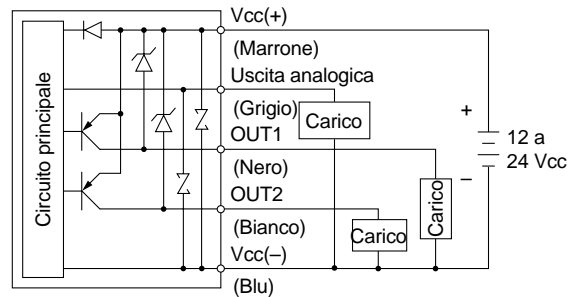 Circuito principale
Vcc(+)
(Marrone)
Uscita analogica
(Grigio)
Carico
OUT1
(Nero)
OUT2
(Bianco)
Carico
Carico
Vcc(–)
(Blu)
+
12 a
24 Vcc
–